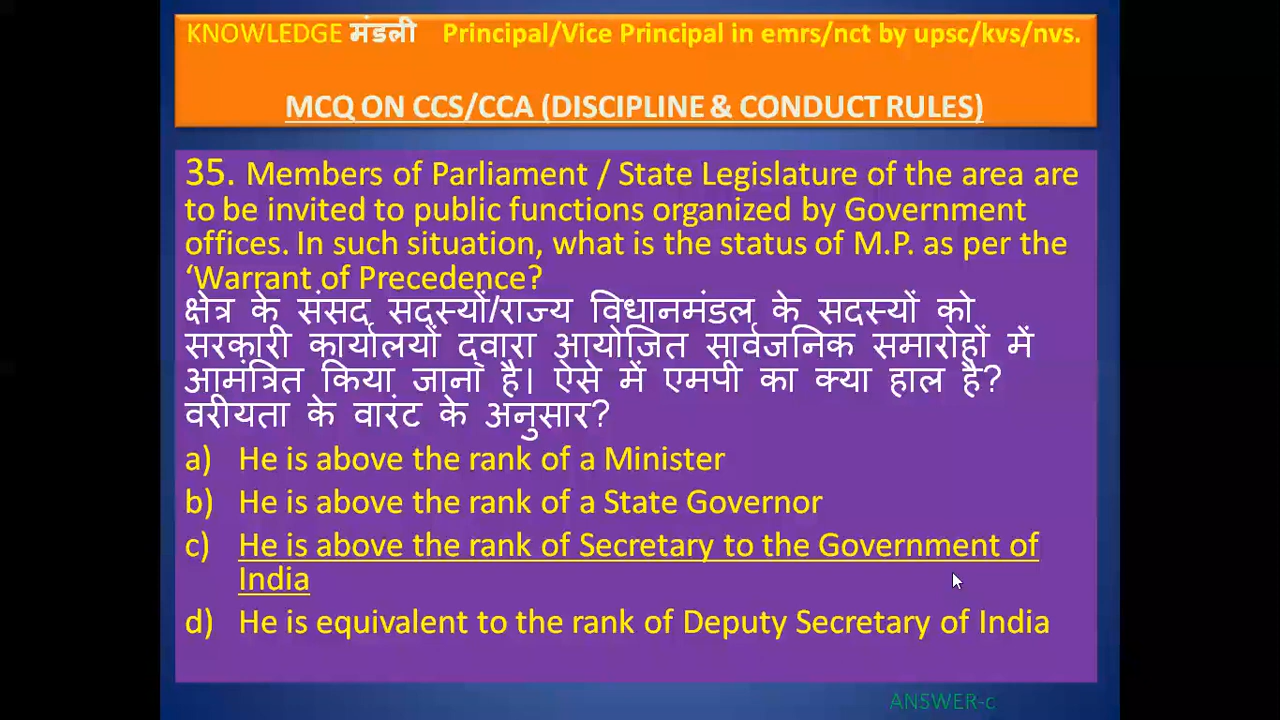 KNOWLEDGE मंडली Principal/Vice Principal in emrs/nct by upsc/kvs/nvs.
MCQ ON CCS/CCA (DISCIPLINE & CONDUCT RULES)
35. Members of Parliament / State Legislature of the area are
to be invited to public functions organized by Government
offices. In such situation, what is the status of M.P. as per the
‘Warrant of Precedence?
क्षेत्र के संसद सदस्यों/राज्य विधानमंडल के सदस्यों को
सरकारी कार्यालयों द्वारा आयोजित सार्वजनिक समारोहों में
आमंत्रित किया जाना है। ऐसे में एमपी का क्या हाल है?
वरीयता के वारंट के अनुसार?
a) He is above the rank of a Minister
b) He is above the rank of a State Governor
c) He is above the rank of Secretary to the Government of
India
d) He is equivalent to the rank of Deputy Secretary of India
ANSWER-c